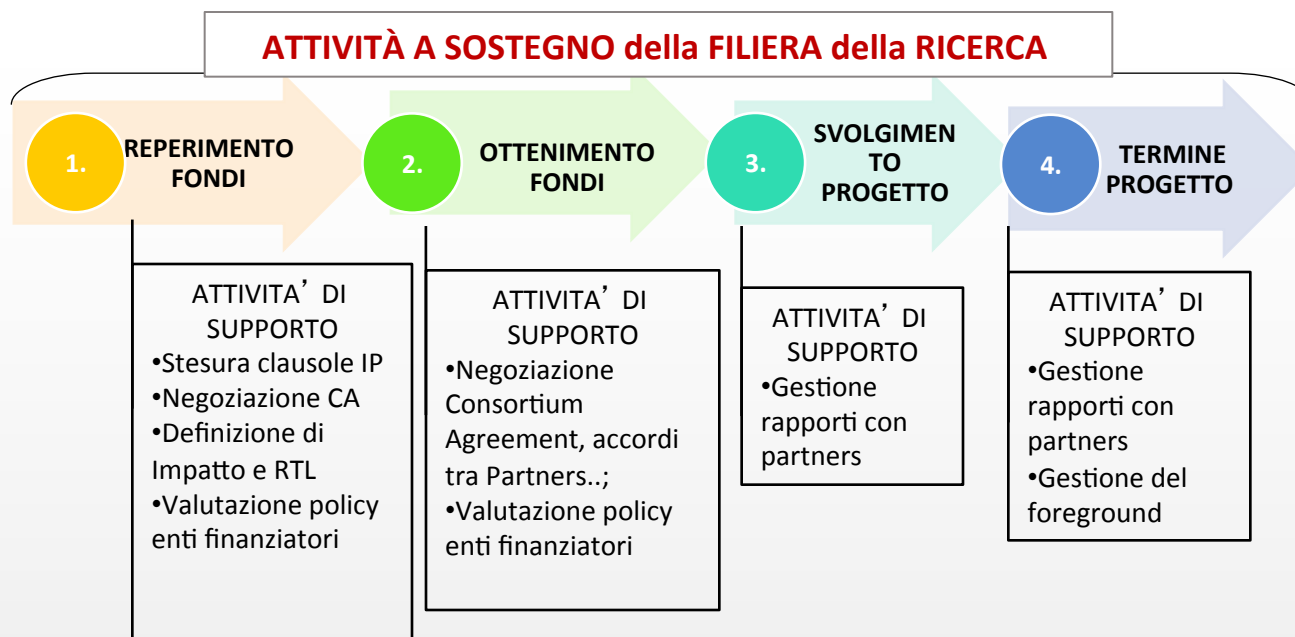 ATTIVITÀ A SOSTEGNO della FILIERA della RICERCA
1.
REPERIMENTO
FONDI
2.
OTTENIMENTO
FONDI
3.
SVOLGIMEN
TO
PROGETTO
4.
TERMINE
PROGETTO
ATTIVITA’ DI
SUPPORTO
•Stesura clausole IP
•Negoziazione CA
•Definizione di
Impatto e RTL
•Valutazione policy
enti finanziatori
ATTIVITA’ DI
SUPPORTO
•Negoziazione
Consortium
Agreement, accordi
tra Partners..;
•Valutazione policy
enti finanziatori
ATTIVITA’ DI
SUPPORTO
•Gestione
rapporti con
partners
ATTIVITA’ DI
SUPPORTO
•Gestione
rapporti con
partners
•Gestione del
foreground